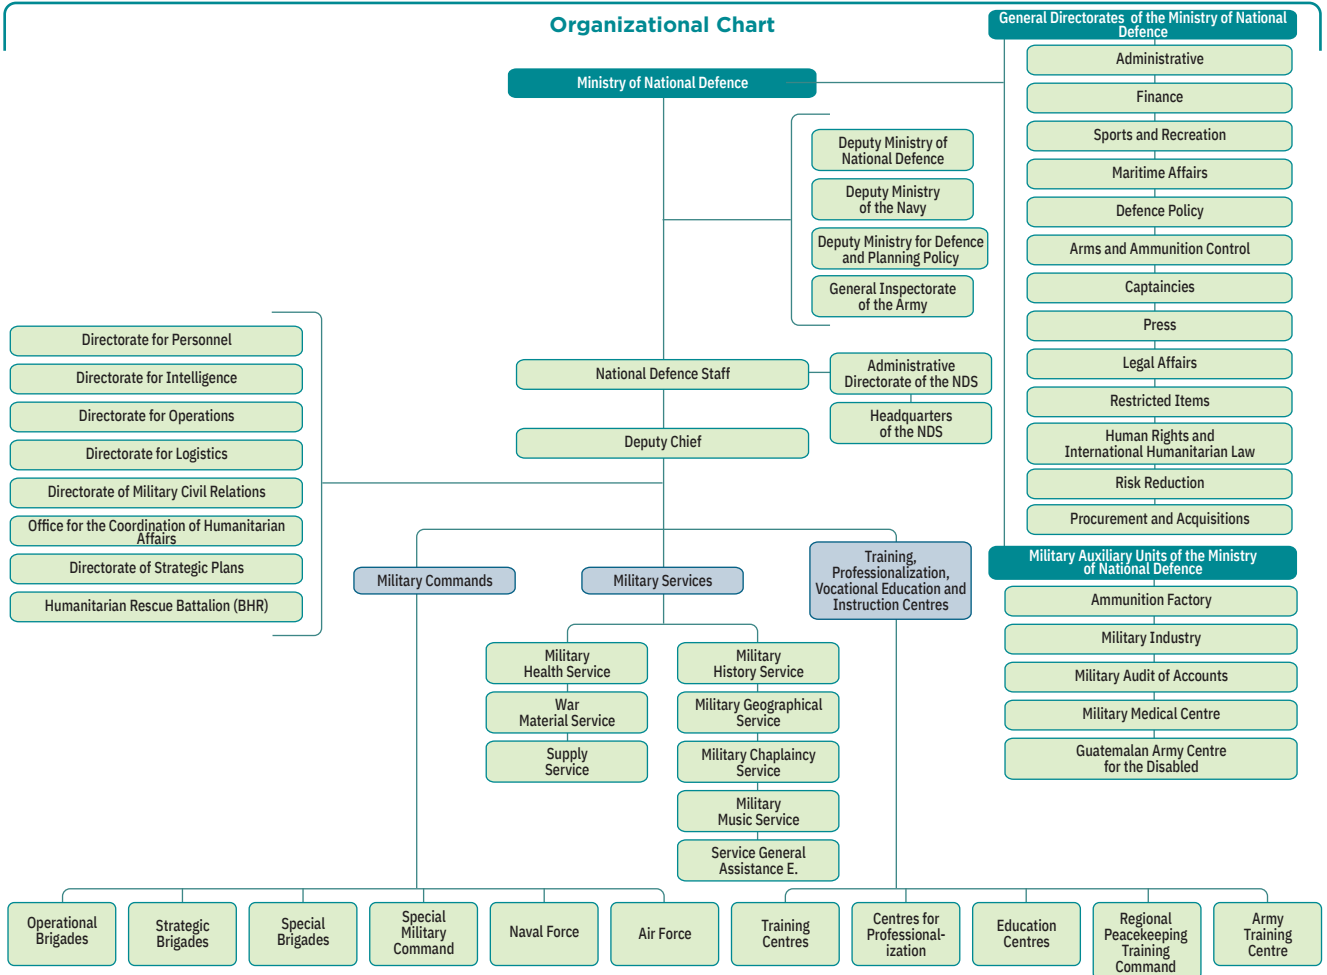 Organizational Chart
General Directorates of the Ministry of National
Defence
Administrative
Finance
Sports and Recreation
Maritime Affairs
Defence Policy
Arms and Ammunition Control
Captaincies
Press
Legal Affairs
Restricted Items
Human Rights and
International Humanitarian Law
Risk Reduction
Procurement and Acquisitions
Military Auxiliary Units of the Ministry
of National Defence
Ammunition Factory
Military Industry
Military Audit of Accounts
Military Medical Centre
Guatemalan Army Centre
for the Disabled
Ministry of National Defence
Deputy Ministry of
National Defence
Deputy Ministry
of the Navy
Deputy Ministry for Defence
and Planning Policy
General Inspectorate
of the Army
National Defence Staff
Administrative
Directorate of the NDS
Headquarters
of the NDS
Deputy Chief
Directorate for Personnel
Directorate for Intelligence
Directorate for Operations
Directorate for Logistics
Directorate of Military Civil Relations
Office for the Coordination of Humanitarian
Affairs
Directorate of Strategic Plans
Humanitarian Rescue Battalion (BHR)
Military Commands
Military Services
Training,
Professionalization,
Vocational Education and
Instruction Centres
Military
Health Service
War
Material Service
Supply
Service
Military
History Service
Military Geographical
Service
Military Chaplaincy
Service
Military
Music Service
Service General
Assistance E.
Operational
Brigades
Strategic
Brigades
Special
Brigades
Special
Military
Command
Naval Force
Air Force
Training
Centres
Centres for
Professional-
ization
Education
Centres
Regional
Peacekeeping
Training
Command
Army
Training
Centre